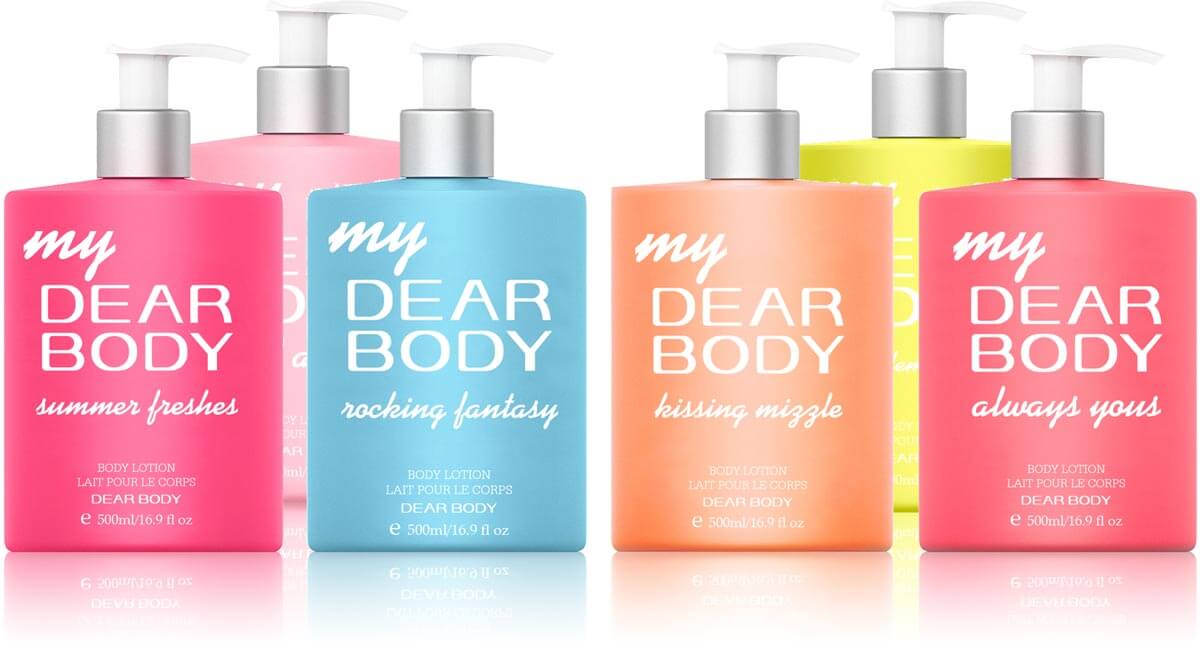 my
DEAR
BODY
summer freshes
BODY LOTION
LAIT POUR LE CORPS
DEAR BODY
e 500ml/16.9 fl oz
my
DEAR
BODY
rocking fantasy
BODY LOTION
LAIT POUR LE CORPS
DEAR BODY
e 500ml/16.9 fl oz
my
DEAR
BODY
kissing mizzle
BODY LOTION
LAIT POUR LE CORPS
DEAR BODY
e 500ml/16.9 fl oz
my
DEAR
BODY
always yous
BODY LOTION
LAIT POUR LE CORPS
DEAR BODY
e 500ml/16.9 fl oz